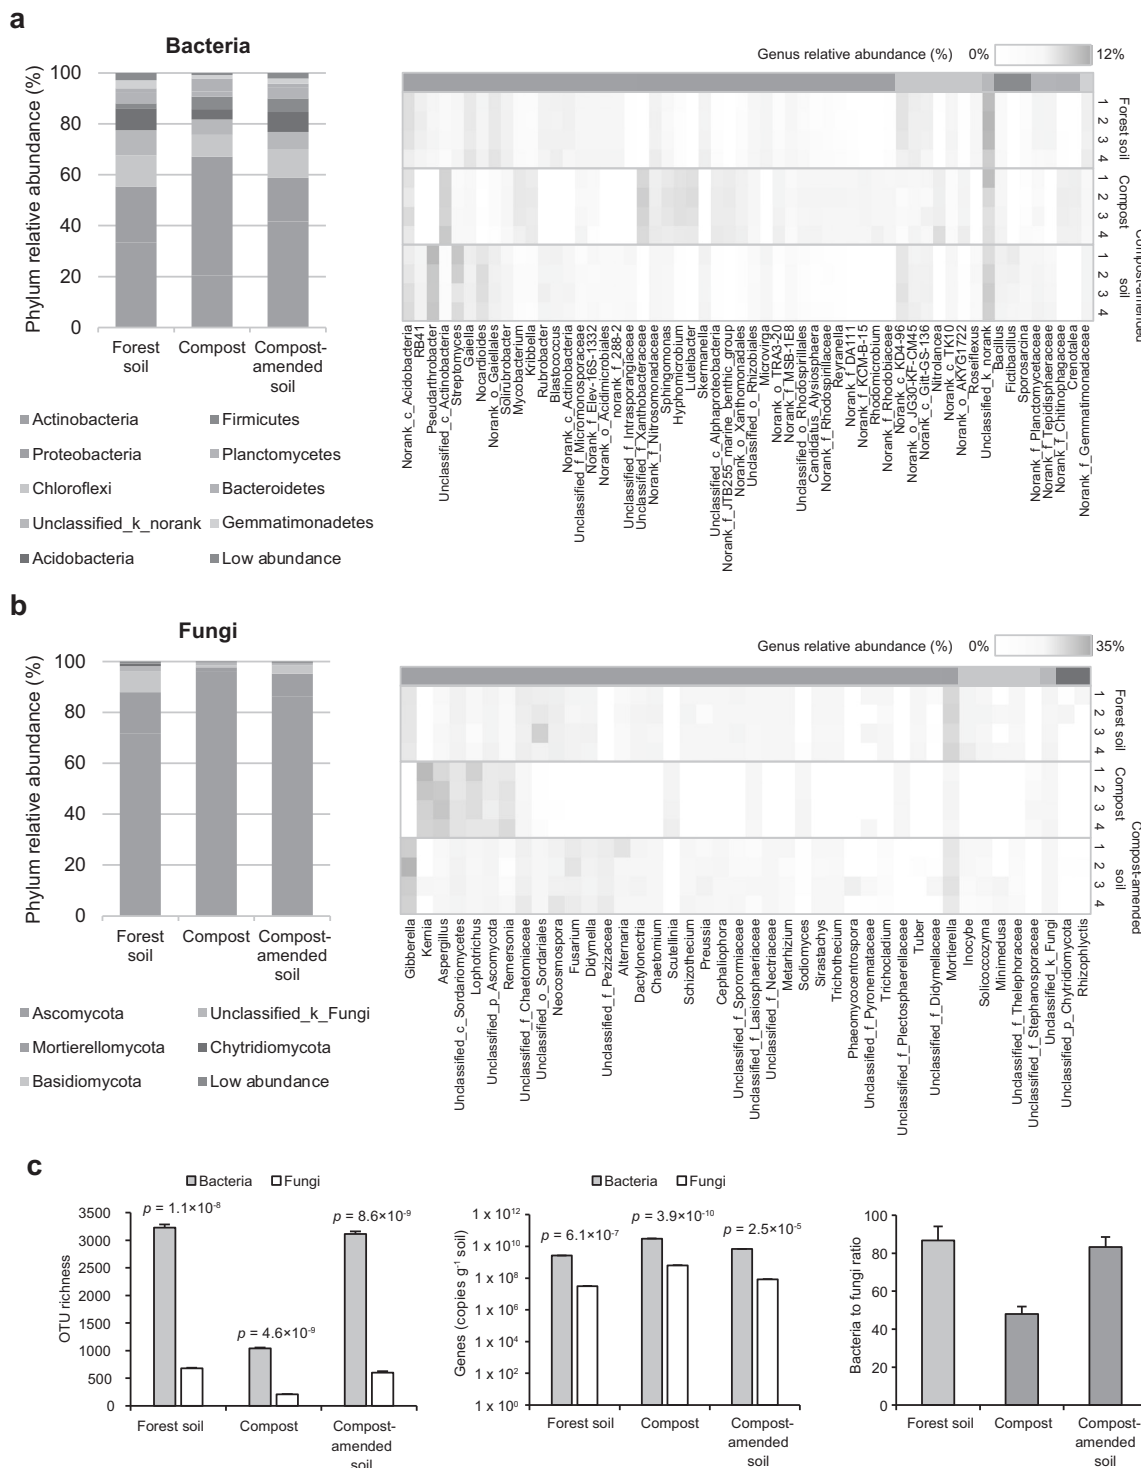 a
Bacteria
Genus relative abundance (%) 0% 12%
Phylum relative abundance (%)
100
80
60
40
20
0
Forest soil
Compost
Compost-amended soil
Actinobacteria
Firmicutes
Proteobacteria
Planctomycetes
Chloroflexi
Bacteroidetes
Unclassified_k_norank
Gemmatimonadetes
Acidobacteria
Low abundance
1 2 3 4
Forest soil
1 2 3 4
Compost
1 2 3 4
Compost-amended soil
Norank_c_Acidobacteria
RB41
Pseudarthrobacter
Unclassified_c_Actinobacteria
Streptomyces
Gaiella
Nocardioides
Norank_o_Gaiellales
Solirubrobacter
Mycobacterium
Kribbella
Rubrobacter
Blastococcus
Norank_c_Actinobacteria
Unclassified_f_Micromonosporaceae
Norank_f_Elev-16S-1332
Norank_o_Acidimicrobiales
norank_f_288-2
Unclassified_f_Intrasporangiaceae
Unclassified_f_Xanthobacteraceae
Norank_f_Nitrosomonadaceae
Sphingomonas
Hyphomicrobium
Luteibacter
Skermanella
Unclassified_c_Alphaproteobacteria
Norank_f_JTB255_marine_benthic_group
Norank_o_Xanthomonadales
Unclassified_o_Rhizobiales
Microvirga
Norank_o_TRA3-20
Norank_f_MSB-1E8
Unclassified_o_Rhodospirillales
Candidatus_Alysiosphaera
Norank_f_Rhodospirillaceae
Reyranella
Norank_f_DA111
Norank_f_KCM-B-15
Rhodomicrobium
Norank_f_Rhodobiaceae
Norank_c_KD4-96
Norank_o_JG30-KF-CM45
Norank_c_Gitt-GS-136
Nitrolancea
Norank_c_TK10
Norank_o_AKYG1722
Roseiflexus
Unclassified_k_norank
Bacillus
Fictibacillus
Sporosarcina
Norank_f_Planctomycetaceae
Norank_f_Tepidisphaeraceae
Norank_f_Chitinophagaceae
Crenotalea
Norank_f_Gemmatimonadaceae
b
Fungi
Genus relative abundance (%) 0% 35%
Phylum relative abundance (%)
100
80
60
40
20
0
Forest soil
Compost
Compost-amended soil
Ascomycota
Unclassified_k_Fungi
Mortierellomycota
Chytridiomycota
Basidiomycota
Low abundance
1 2 3 4
Forest soil
1 2 3 4
Compost
1 2 3 4
Compost-amended soil
Gibberella
Kernia
Aspergillus
Unclassified_c_Sordariomycetes
Lophotrichus
Unclassified_p_Ascomycota
Remersonia
Unclassified_f_Chaetomiaceae
Unclassified_o_Sordariales
Neocosmospora
Fusarium
Didymella
Unclassified_f_Pezizaceae
Alternaria
Dactylonectria
Chaetomium
Scutellinia
Schizothecium
Preussia
Cephaliophora
Unclassified_f_Sporormiaceae
Unclassified_f_Lasiosphaeriaceae
Unclassified_f_Nectriaceae
Metarhizium
Sodiomyces
Sirastachys
Trichothecium
Phaeomycocentrospora
Unclassified_f_Pyronemataceae
Trichocladium
Unclassified_f_Plectosphaerellaceae
Tuber
Unclassified_f_Didymellaceae
Mortierella
Inocybe
Solicoccozyma
Minimedusa
Unclassified_f_Thelephoraceae
Unclassified_f_Stephanosporaceae
Unclassified_k_Fungi
Unclassified_p_Chytridiomycota
Rhizophlyctis
c
Bacteria Fungi
OTU richness
3500
3000
2500
2000
1500
1000
500
0
p = 1.1×10-8
p = 4.6×10-9
p = 8.6×10-9
Forest soil
Compost
Compost-amended soil
Bacteria Fungi
Genes (copies g-1 soil)
1 x 10^12
1 x 10^10
1 x 10^8
1 x 10^6
1 x 10^4
1 x 10^2
1 x 10^0
p = 6.1×10-7
p = 3.9×10-10
p = 2.5×10-5
Forest soil
Compost
Compost-amended soil
Bacteria to fungi ratio
100
80
60
40
20
0
Forest soil
Compost
Compost-amended soil